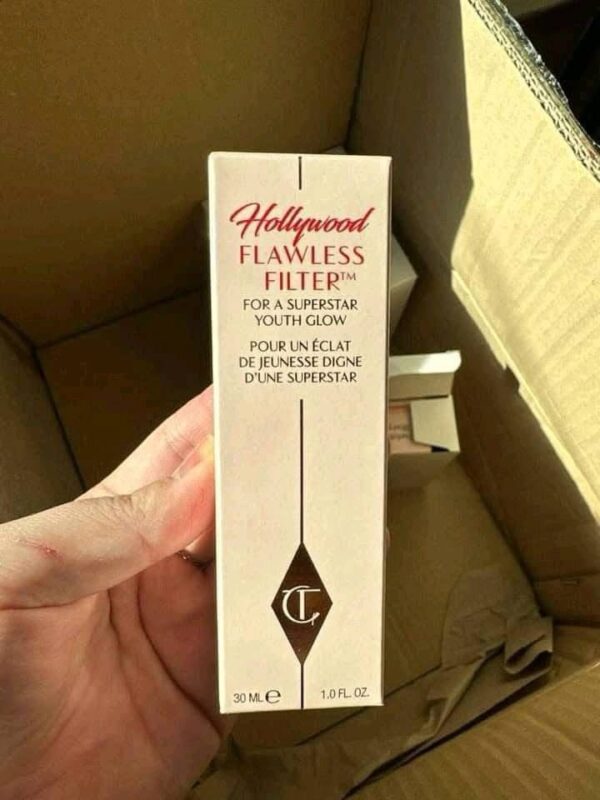 Hollywood
FLAWLESS
FILTER™
FOR A SUPERSTAR
YOUTH GLOW
POUR UN ÉCLAT
DE JEUNESSE DIGNE
D'UNE SUPERSTAR
CT
30 ML ℮ 1.0 FL. OZ.